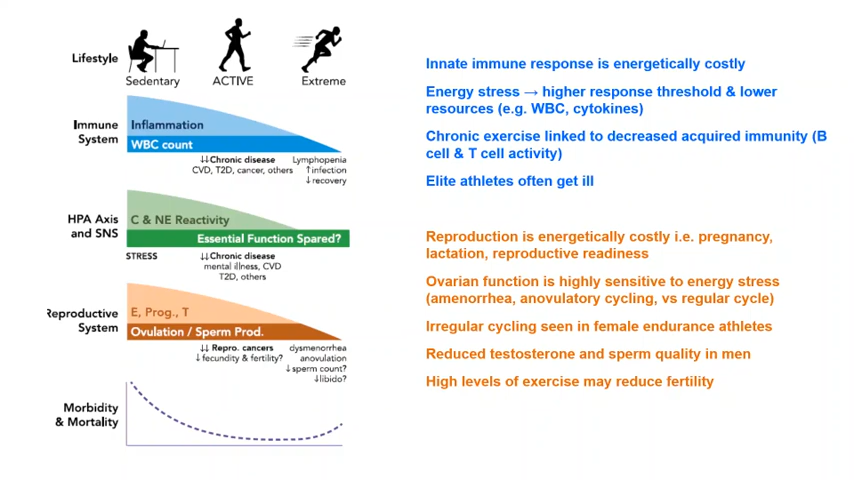 Lifestyle
Sedentary
ACTIVE
Extreme
Immune
System
Inflammation
WBC count
↓↓Chronic disease
CVD, T2D, cancer, others
Lymphopenia
↑infection
↓recovery
HPA Axis
and SNS
C & NE Reactivity
Essential Function Spared?
STRESS
↓↓Chronic disease
mental illness, CVD
T2D, others
Reproductive
System
E, Prog., T
Ovulation / Sperm Prod.
↓↓ Repro. cancers
↓fecundity & fertility?
dysmenorrhea
anovulation
↓sperm count?
↓libido?
Morbidity
& Mortality
Innate immune response is energetically costly
Energy stress → higher response threshold & lower
resources (e.g. WBC, cytokines)
Chronic exercise linked to decreased acquired immunity (B
cell & T cell activity)
Elite athletes often get ill
Reproduction is energetically costly i.e. pregnancy,
lactation, reproductive readiness
Ovarian function is highly sensitive to energy stress
(amenorrhea, anovulatory cycling, vs regular cycle)
Irregular cycling seen in female endurance athletes
Reduced testosterone and sperm quality in men
High levels of exercise may reduce fertility